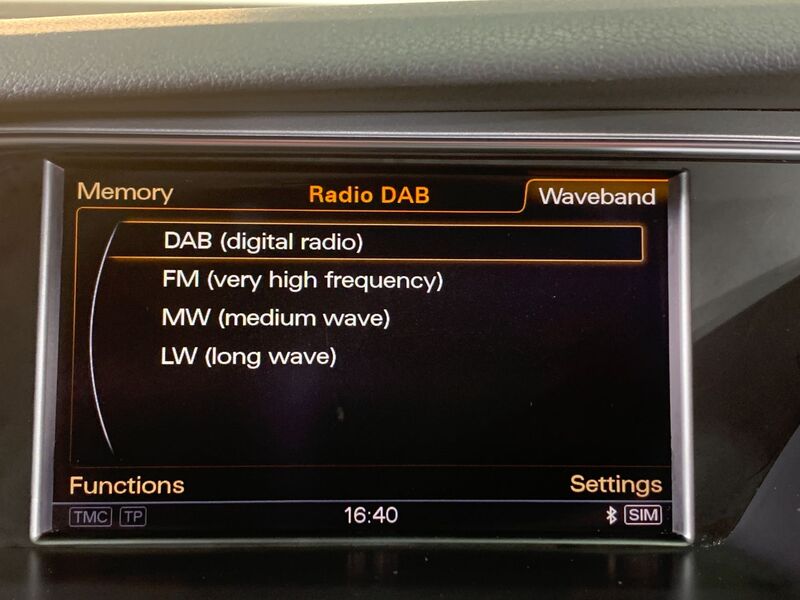 Memory Radio DAB Waveband
DAB (digital radio)
FM (very high frequency)
MW (medium wave)
LW (long wave)
Functions Settings
TMC TP 16:40 SIM